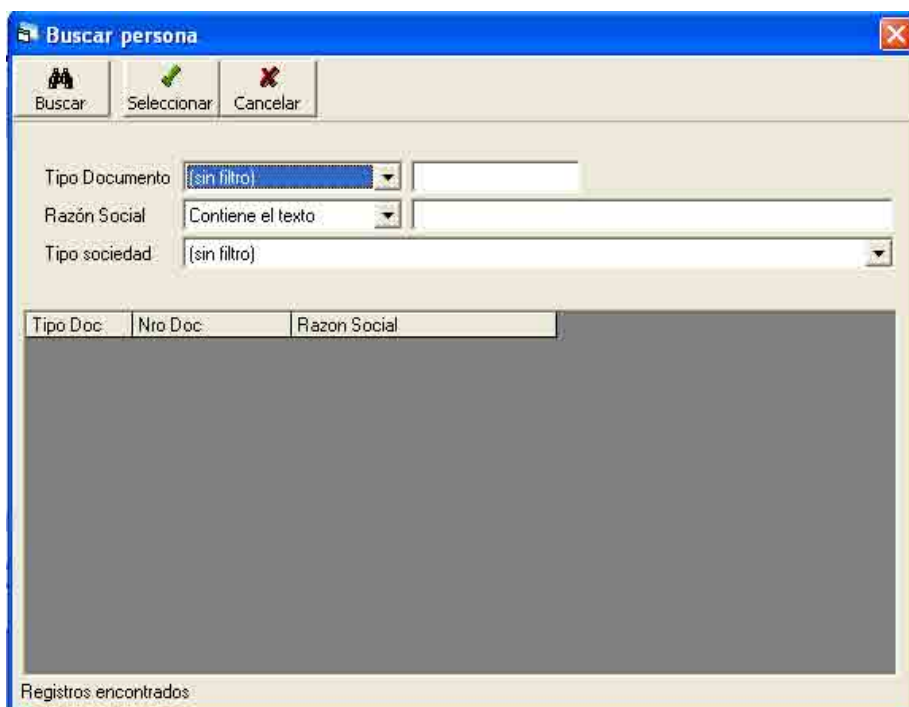 Buscar persona
Buscar Seleccionar Cancelar
Tipo Documento (sin filtro)
Razón Social Contiene el texto
Tipo sociedad (sin filtro)
Tipo Doc Nro Doc Razon Social
Registros encontrados